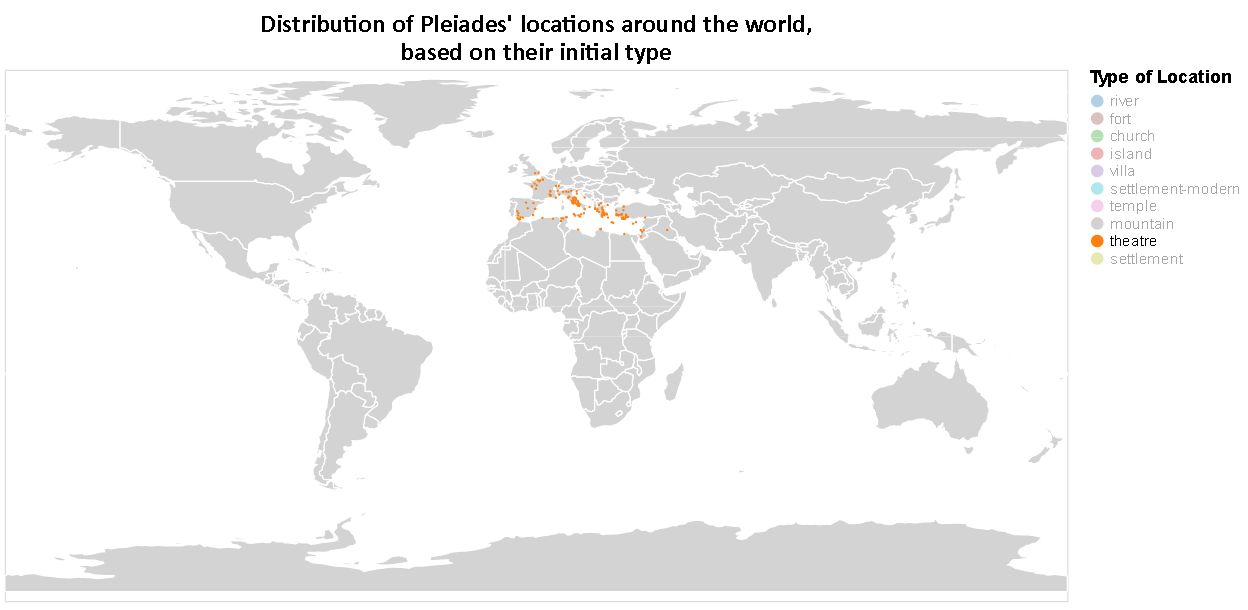 Distribution of Pleiades' locations around the world,
based on their initial type
Type of Location
river
fort
church
island
villa
settlement-modern
temple
mountain
theatre
settlement